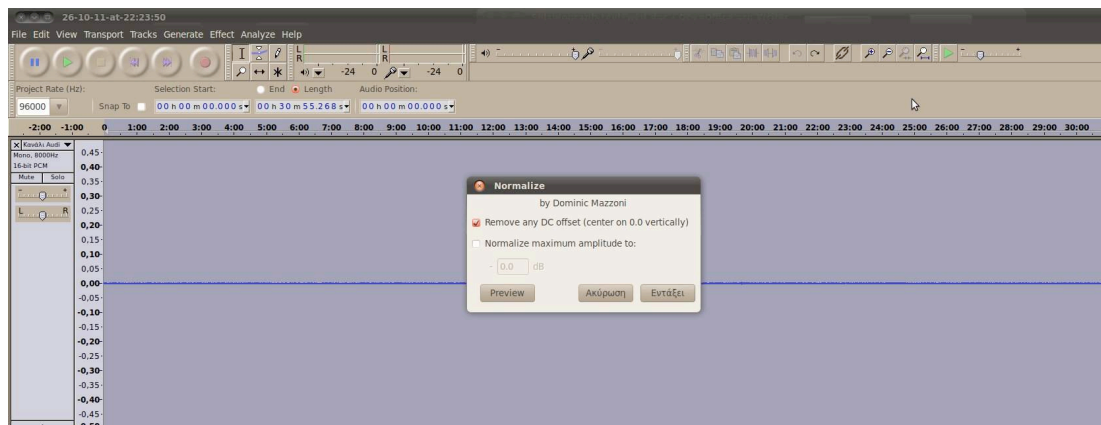 26-10-11-at-22:23:50
File Edit View Transport Tracks Generate Effect Analyze Help
L
R
L
R
-24 0
-24 0
Project Rate (Hz):
Selection Start:
End
Length
Audio Position:
96000
Snap To
00 h 00 m 00.000 s
00 h 30 m 55.268 s
00 h 00 m 00.000 s
-2:00 -1:00 0 1:00 2:00 3:00 4:00 5:00 6:00 7:00 8:00 9:00 10:00 11:00 12:00 13:00 14:00 15:00 16:00 17:00 18:00 19:00 20:00 21:00 22:00 23:00 24:00 25:00 26:00 27:00 28:00 29:00 30:00
Κανάλι Audi
Mono, 8000Hz
16-bit PCM
Mute Solo
- +
L R
0,45
0,40
0,35
0,30
0,25
0,20
0,15
0,10
0,05
0,00
-0,05
-0,10
-0,15
-0,20
-0,25
-0,30
-0,35
-0,40
-0,45
Normalize
by Dominic Mazzoni
Remove any DC offset (center on 0.0 vertically)
Normalize maximum amplitude to:
- 0.0 dB
Preview
Ακύρωση
Εντάξει